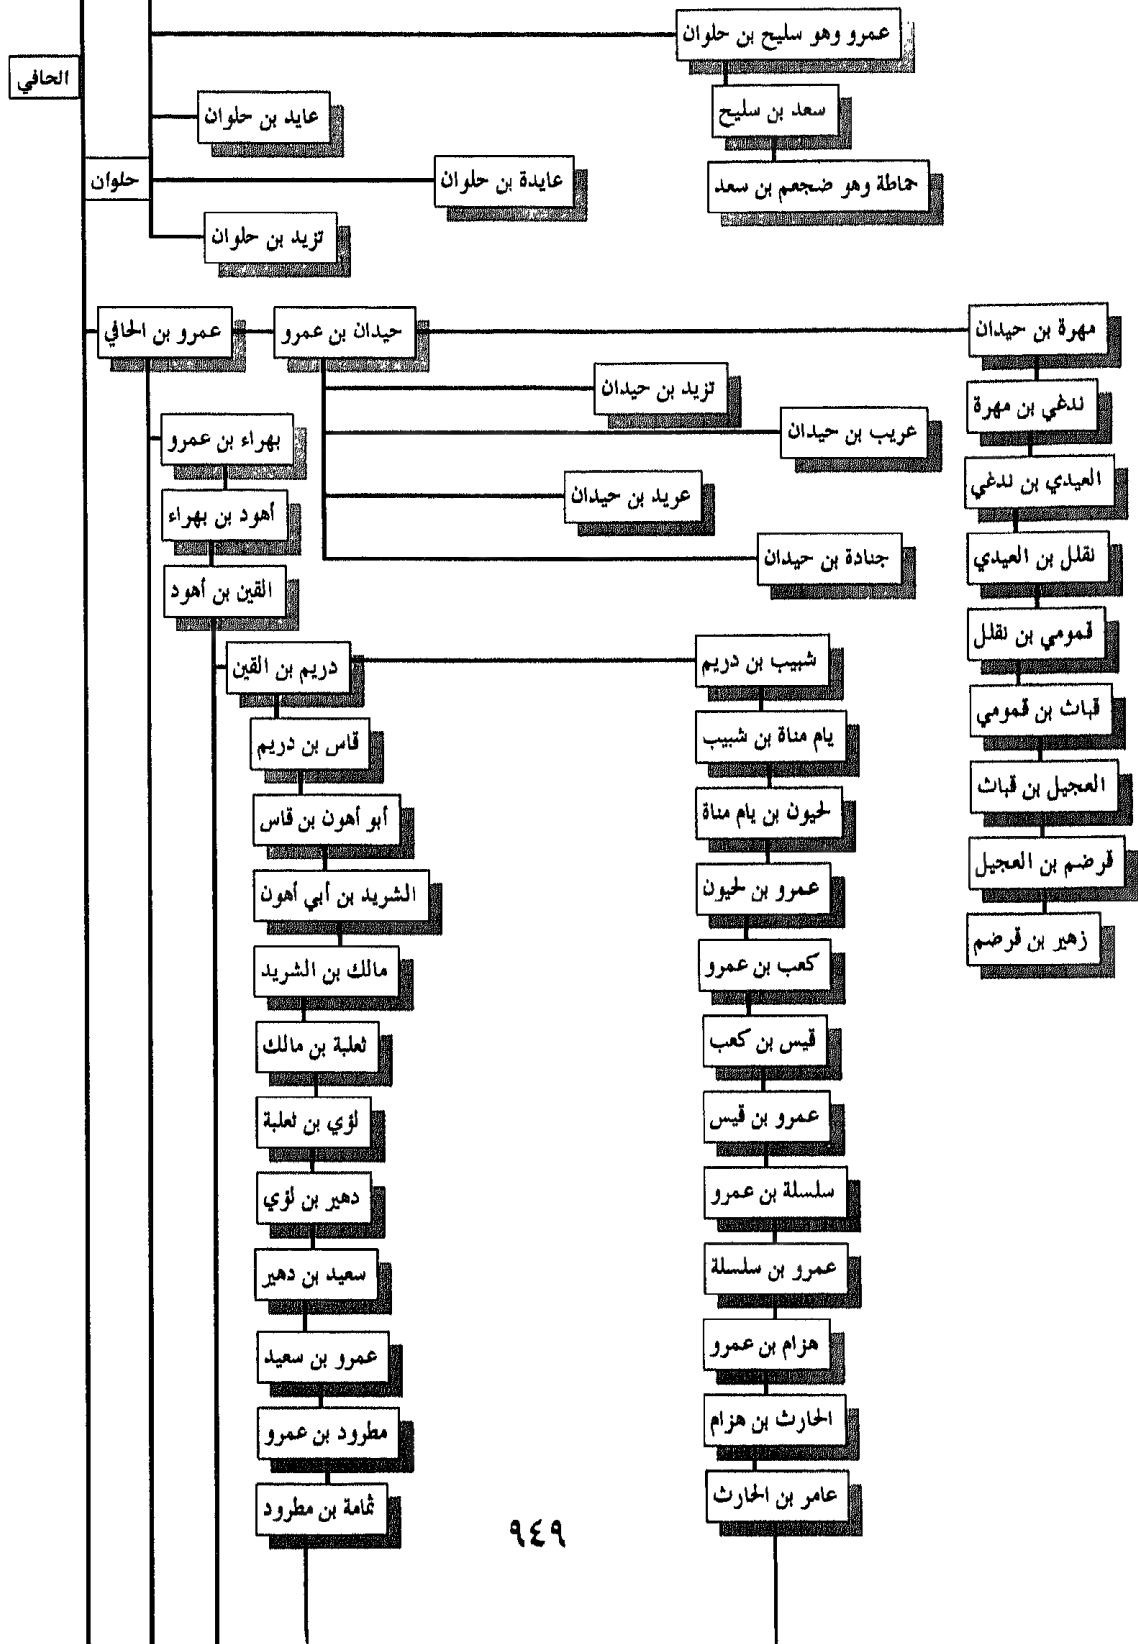 عمرو وهو سليح بن حلوان
الحافي
سعد بن سليح
عايد بن حلوان
حلوان
عايدة بن حلوان
حماطة وهو ضجعم بن سعد
تزيد بن حلوان
عمرو بن الحافي
حيدان بن عمرو
مهرة بن حيدان
تزيد بن حيدان
عريب بن حيدان
عريد بن حيدان
جنادة بن حيدان
ندغي بن مهرة
العيدي بن ندغي
نقلل بن العيدي
قمومي بن نقلل
قباث بن قمومي
العجيل بن قباث
قرضم بن العجيل
زهير بن قرضم
بهراء بن عمرو
أهود بن بهراء
القين بن أهود
دريم بن القين
شبيب بن دريم
يام مناة بن شبيب
لحيون بن يام مناة
عمرو بن لحيون
كعب بن عمرو
قيس بن كعب
عمرو بن قيس
سلسلة بن عمرو
عمرو بن سلسلة
هزام بن عمرو
الحارث بن هزام
عامر بن الحارث
قاس بن دريم
أبو أهون بن قاس
الشريد بن أبي أهون
مالك بن الشريد
ثعلبة بن مالك
لؤي بن ثعلبة
دهير بن لؤي
سعيد بن دهير
عمرو بن سعيد
مطرود بن عمرو
ثمامة بن مطرود
٩٤٩